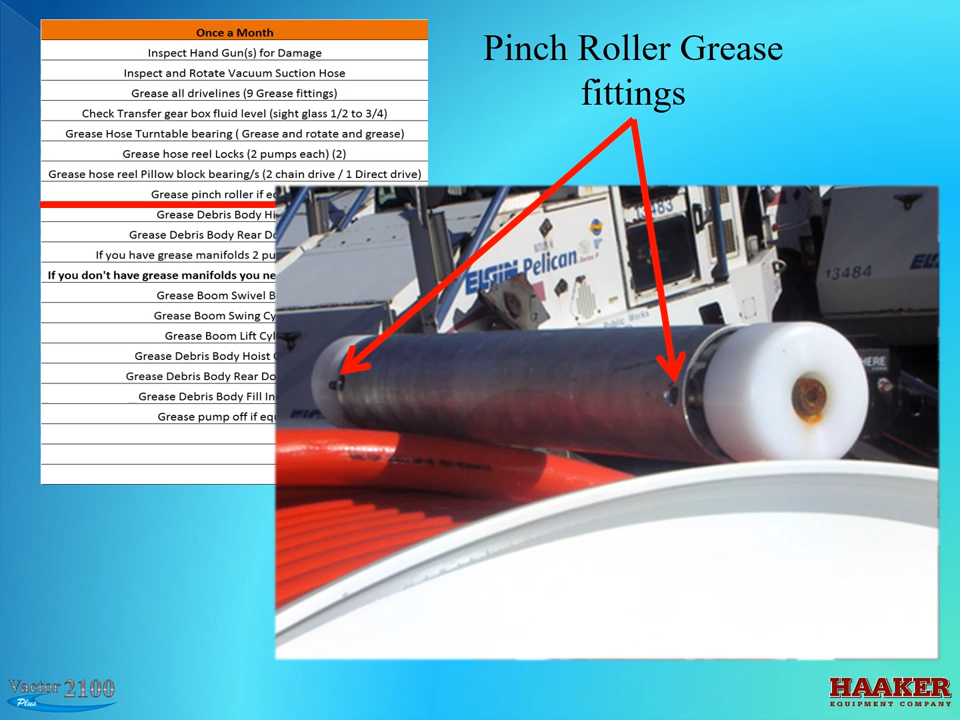 Once a Month
Inspect Hand Gun(s) for Damage
Inspect and Rotate Vacuum Suction Hose
Grease all drivelines (9 Grease fittings)
Check Transfer gear box fluid level (sight glass 1/2 to 3/4)
Grease Hose Turntable bearing ( Grease and rotate and grease)
Grease hose reel Locks (2 pumps each) (2)
Grease hose reel Pillow block bearing/s (2 chain drive / 1 Direct drive)
Grease pinch roller if
Grease Debris Body
Grease Debris Body Rear
If you have grease manifolds 2
If you don't have grease manifolds you
Grease Boom Swivel
Grease Boom Swing
Grease Boom Lift
Grease Debris Body Hoist
Grease Debris Body Rear
Grease Debris Body Fill
Grease pump off if
Pinch Roller Grease
fittings
13483
ELGIN Pelican
Series P
13484
ELGIN
Public Works
HERE
Vactor 2100
Plus
HAAKER
EQUIPMENT COMPANY